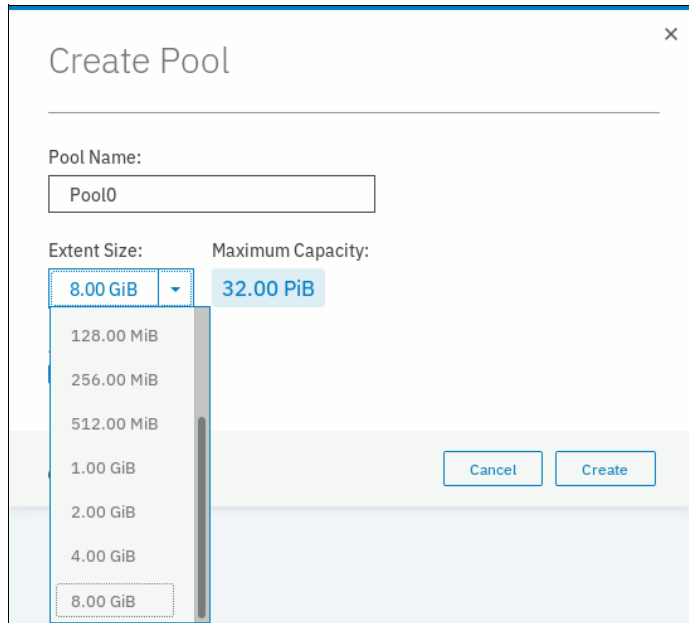 Create Pool
Pool Name:
Pool0
Extent Size: Maximum Capacity:
8.00 GiB 32.00 PiB
128.00 MiB
256.00 MiB
512.00 MiB
1.00 GiB
Cancel Create
2.00 GiB
4.00 GiB
8.00 GiB